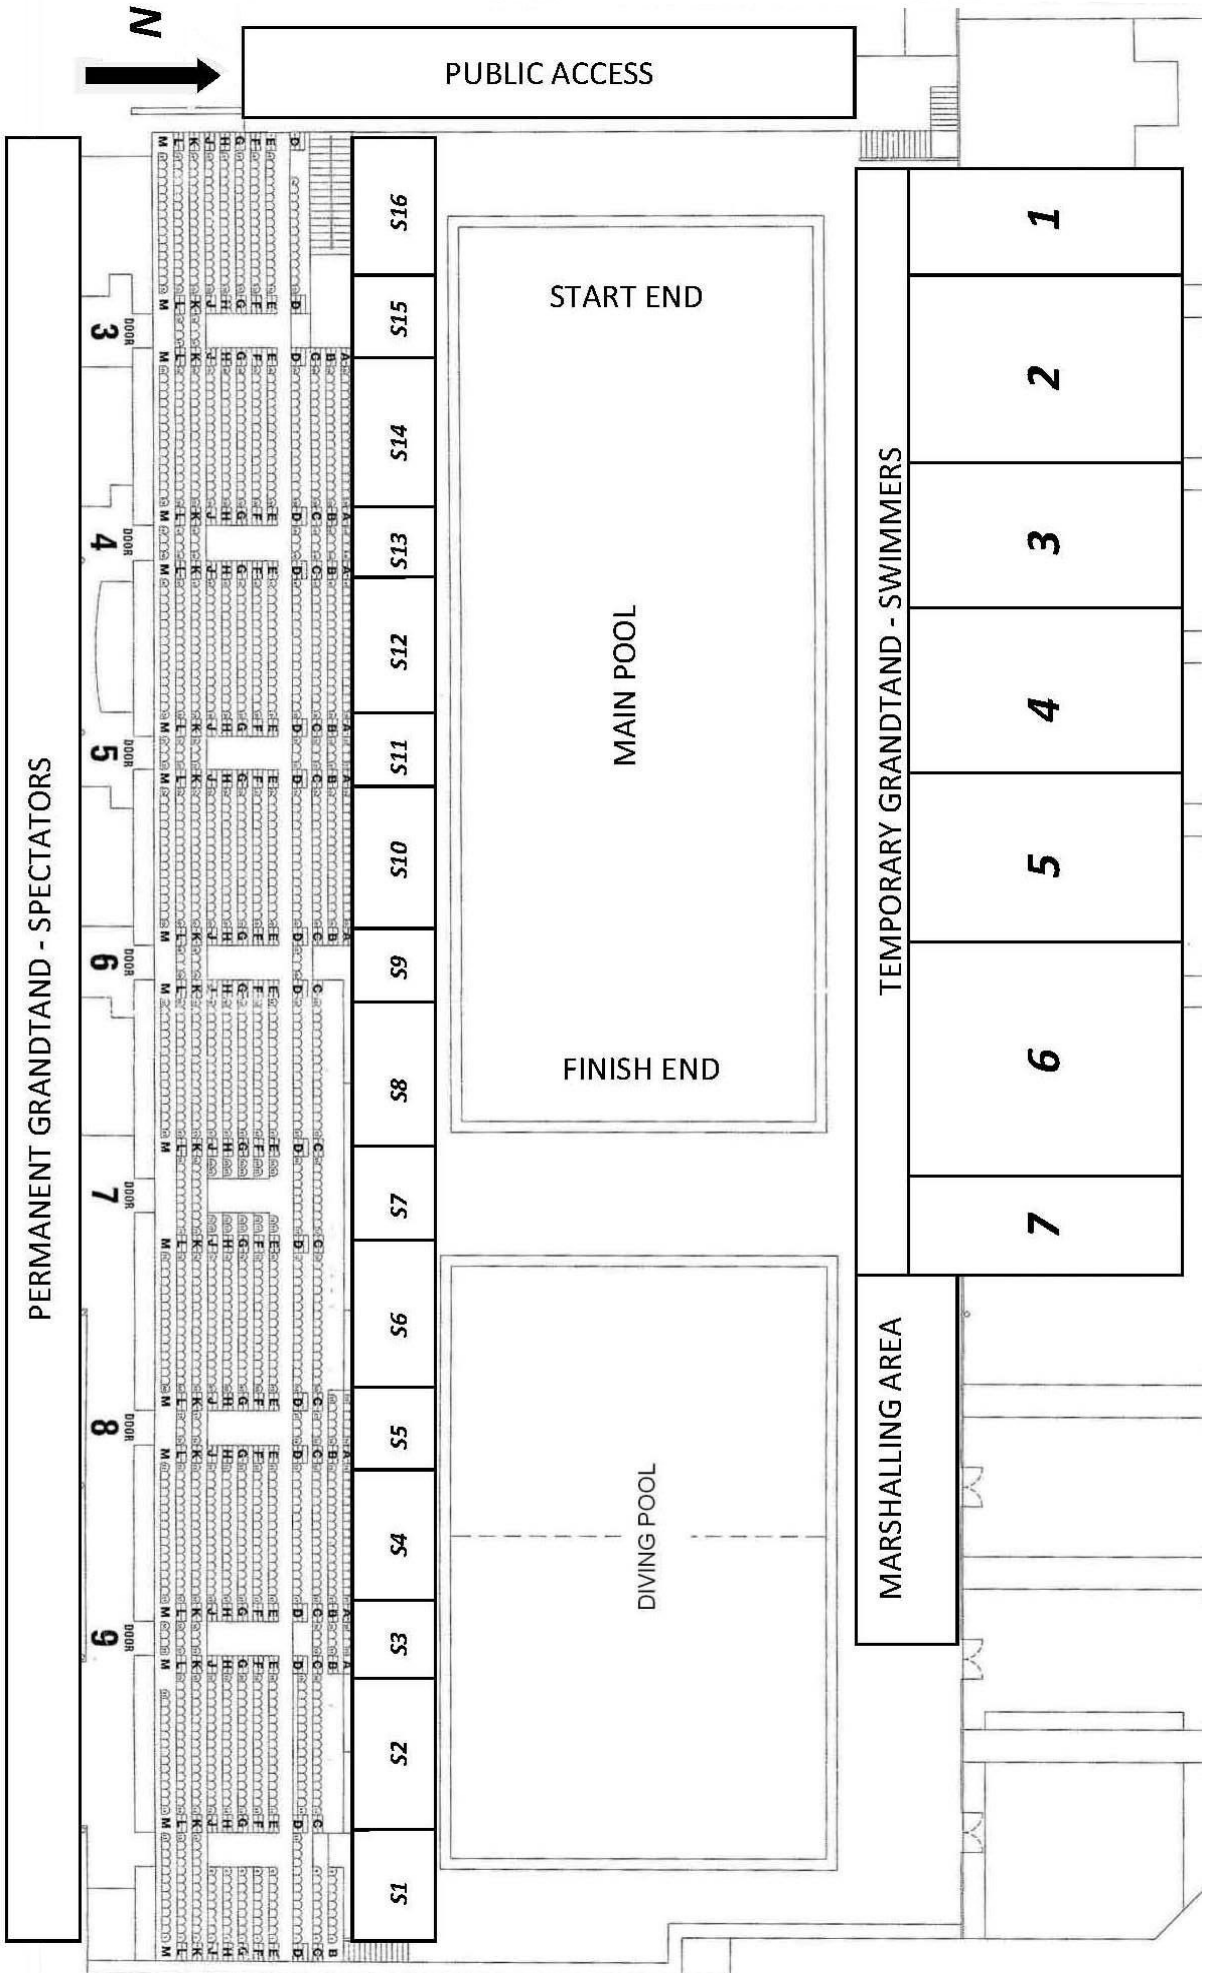 N
PUBLIC ACCESS
PERMANENT GRANDTAND - SPECTATORS
M L K J H G F E D
M L K J H G F E D
DOOR
3
M L K J H G F E D C B A
M L K J H G F E D C B A
DOOR
4
M L K J H G F E D C B A
M L K J H G F E D C B A
DOOR
5
M L K J H G F E D C B A
M L K J H G F E D C B A
DOOR
6
M L K J H G F E D C
M L K J H G F E D C
DOOR
7
M L K J H G F E D C
M L K J H G F E D C
DOOR
8
M L K J H G F E D C B A
M L K J H G F E D C B A
DOOR
9
M L K J H G F E D C B A
M L K J H G F E D C
M L K J H G F E D C B
S16
S15
S14
S13
S12
S11
S10
S9
S8
S7
S6
S5
S4
S3
S2
S1
START END
MAIN POOL
FINISH END
DIVING POOL
TEMPORARY GRANDTAND - SWIMMERS
1
2
3
4
5
6
7
MARSHALLING AREA